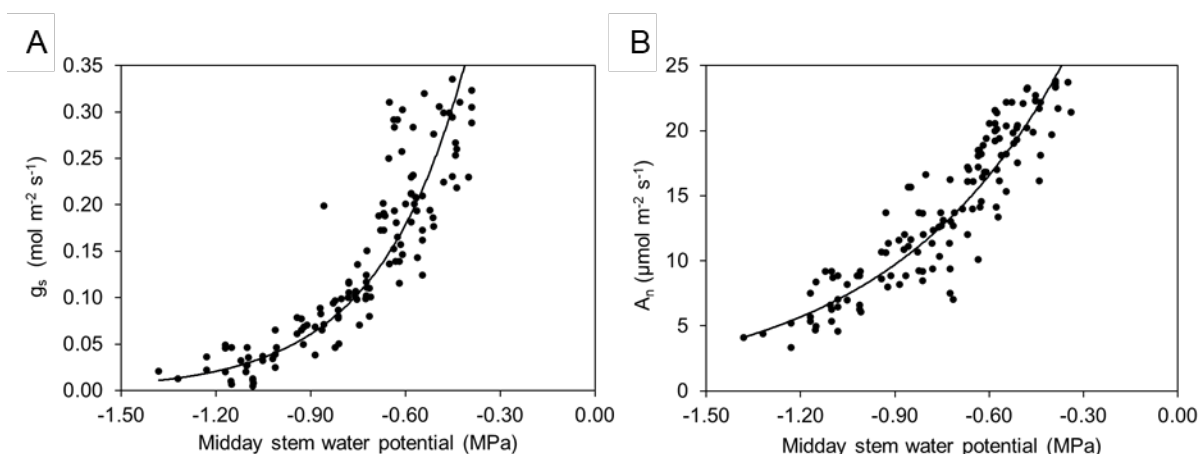 A
0.35
0.30
0.25
0.20
0.15
0.10
0.05
0.00
gs (mol m-2 s-1)
-1.50 -1.20 -0.90 -0.60 -0.30 0.00
Midday stem water potential (MPa)
B
25
20
15
10
5
0
An (µmol m-2 s-1)
-1.50 -1.20 -0.90 -0.60 -0.30 0.00
Midday stem water potential (MPa)